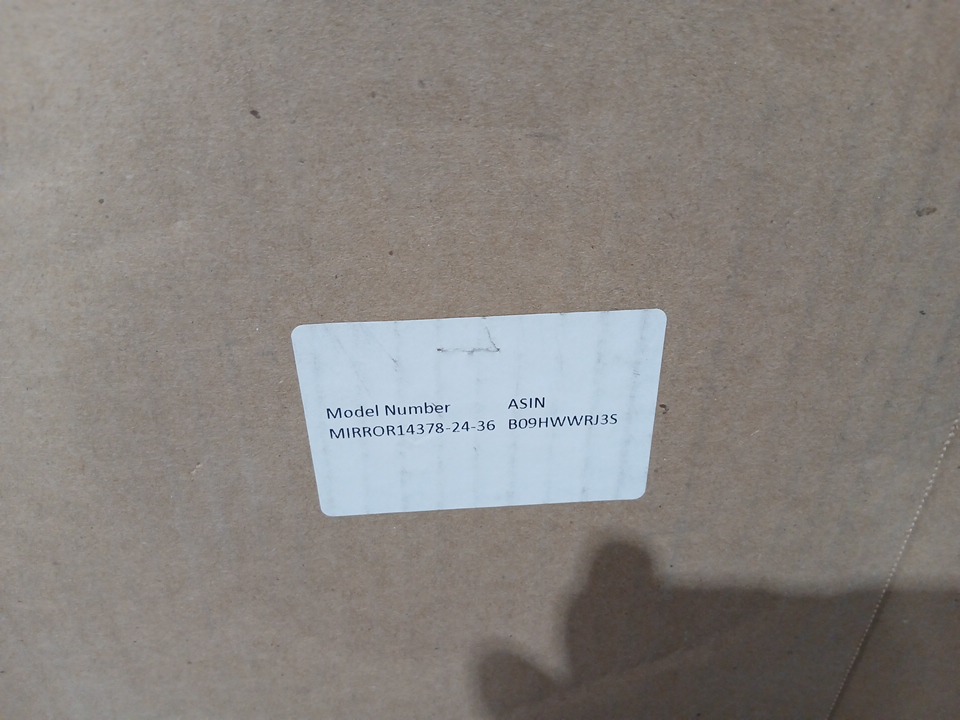 Model Number ASIN
MIRROR14378-24-36 B09HWWRJ3S